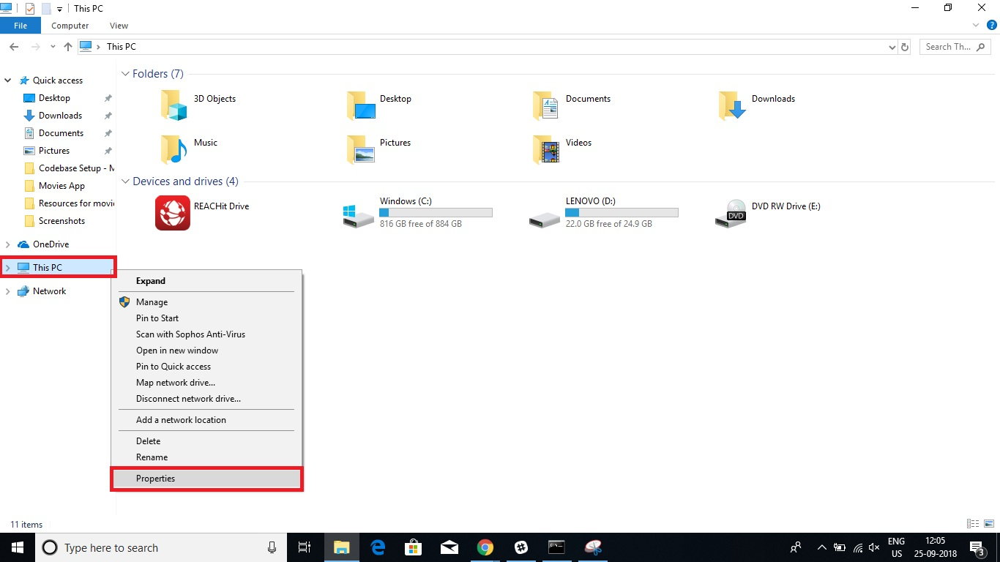 This PC
File Computer View
This PC
Search Th...
Quick access
Desktop
Downloads
Documents
Pictures
Codebase Setup - M
Movies App
Resources for movi
Screenshots
OneDrive
This PC
Network
Folders (7)
3D Objects
Desktop
Documents
Downloads
Music
Pictures
Videos
Devices and drives (4)
REACHit Drive
Windows (C:)
816 GB free of 884 GB
LENOVO (D:)
22.0 GB free of 24.9 GB
DVD
DVD RW Drive (E:)
Expand
Manage
Pin to Start
Scan with Sophos Anti-Virus
Open in new window
Pin to Quick access
Map network drive...
Disconnect network drive...
Add a network location
Delete
Rename
Properties
11 items
Type here to search
ENG
US
12:05
25-09-2018
3